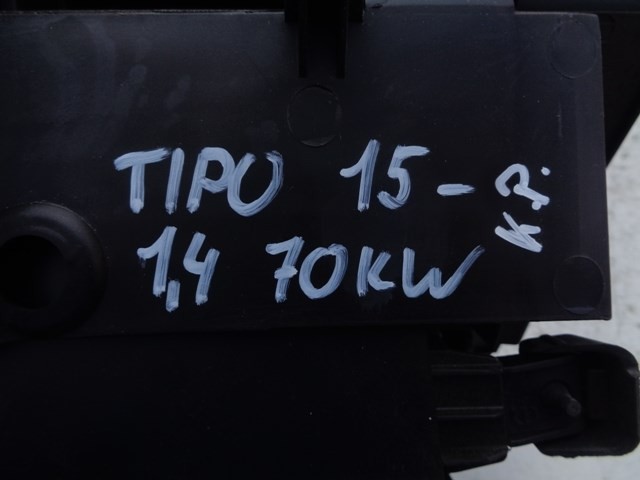 TIPO 15-
1,4 70KW
K.P.